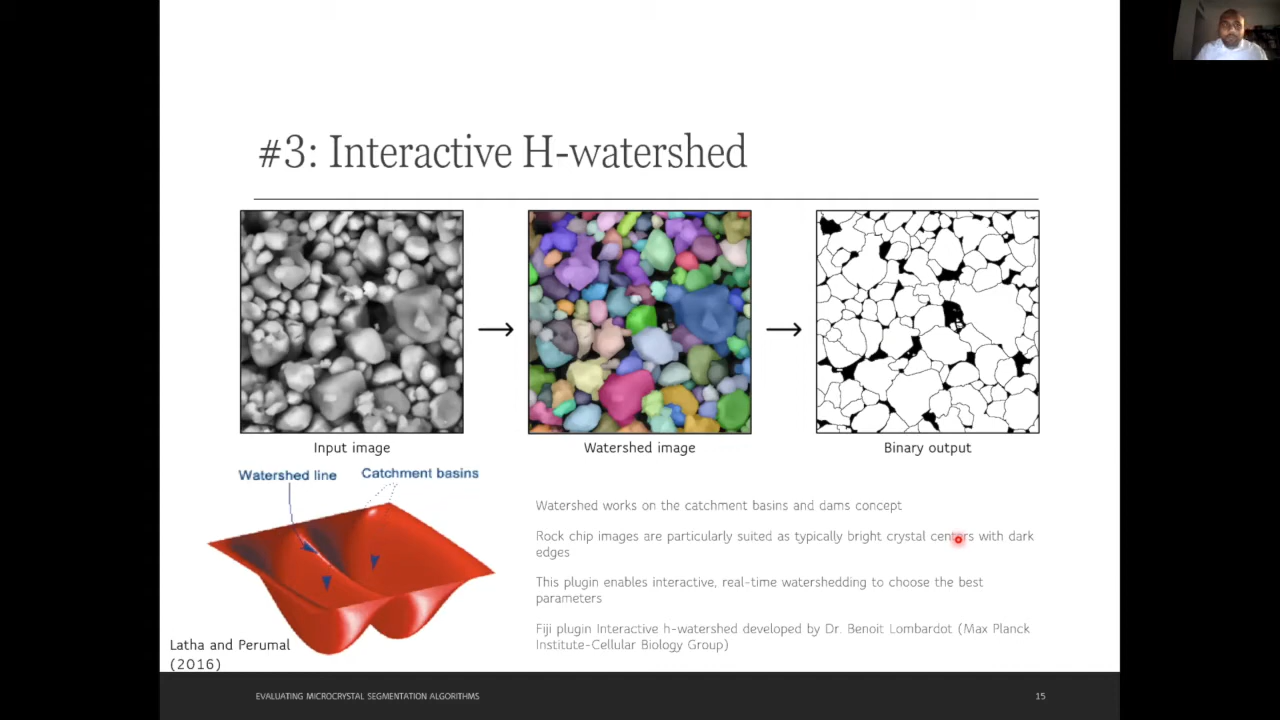 #3: Interactive H-watershed
Input image
Watershed image
Binary output
Watershed line
Catchment basins
Latha and Perumal
(2016)
Watershed works on the catchment basins and dams concept
Rock chip images are particularly suited as typically bright crystal centers with dark
edges
This plugin enables interactive, real-time watershedding to choose the best
parameters
Fiji plugin Interactive h-watershed developed by Dr. Benoit Lombardot (Max Planck
Institute-Cellular Biology Group)
EVALUATING MICROCRYSTAL SEGMENTATION ALGORITHMS
15